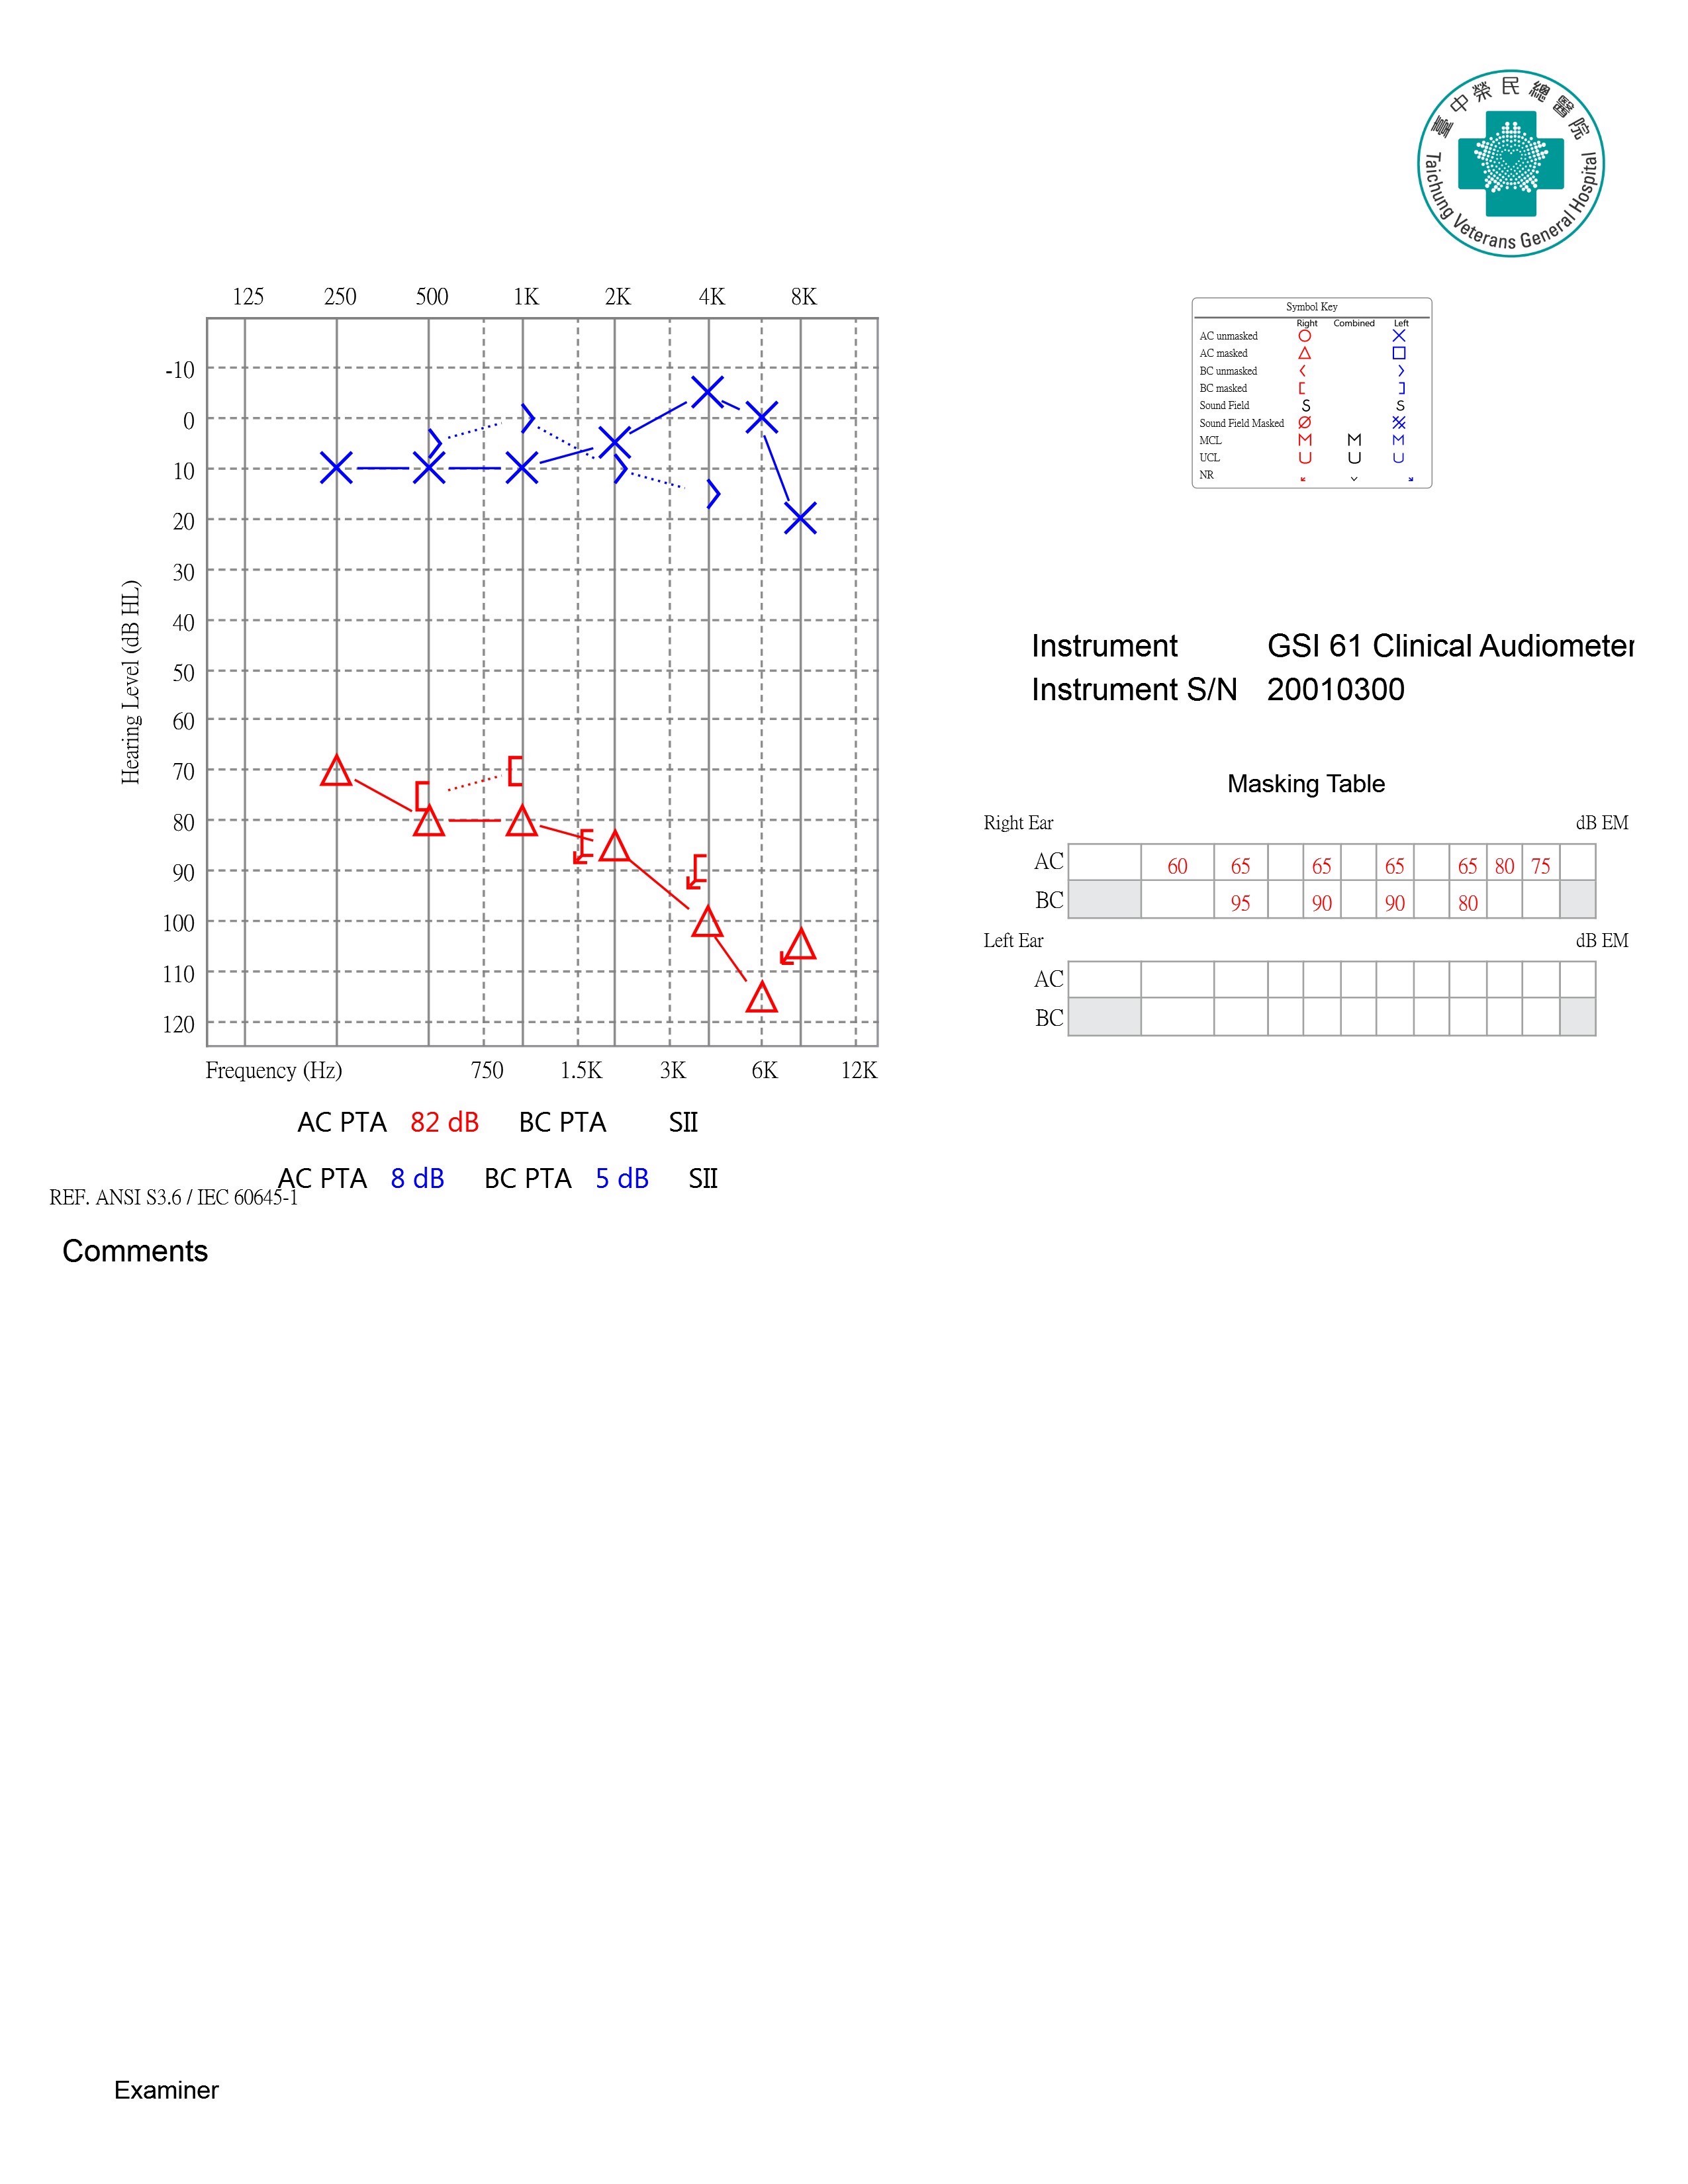 臺中榮民總醫院
Taichung Veterans General Hospital
125 250 500 1K 2K 4K 8K
-10
0
10
20
30
40
50
60
70
80
90
100
110
120
Hearing Level (dB HL)
Frequency (Hz) 750 1.5K 3K 6K 12K
AC PTA 82 dB BC PTA SII
AC PTA 8 dB BC PTA 5 dB SII
REF. ANSI S3.6 / IEC 60645-1
Comments
Symbol Key
Right Combined Left
AC unmasked
AC masked
BC unmasked
BC masked
Sound Field S S
Sound Field Masked
MCL M M M
UCL U U U
NR
Instrument GSI 61 Clinical Audiometer
Instrument S/N 20010300
Masking Table
Right Ear dB EM
AC 60 65 65 65 65 80 75
BC 95 90 90 80
Left Ear dB EM
AC
BC
Examiner